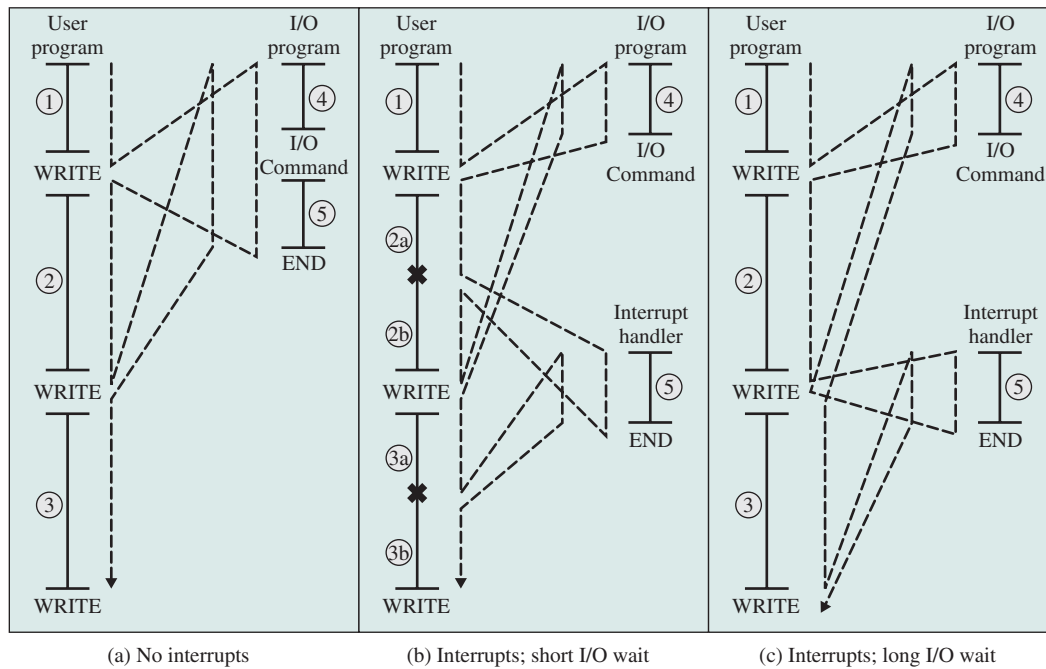 User
program
I/O
program
1
4
I/O
Command
WRITE
5
END
2
WRITE
3
WRITE
(a) No interrupts
User
program
I/O
program
1
4
WRITE
I/O
Command
2a
2b
Interrupt
handler
WRITE
5
END
3a
3b
WRITE
(b) Interrupts; short I/O wait
User
program
I/O
program
1
4
WRITE
I/O
Command
2
Interrupt
handler
WRITE
5
END
3
WRITE
(c) Interrupts; long I/O wait